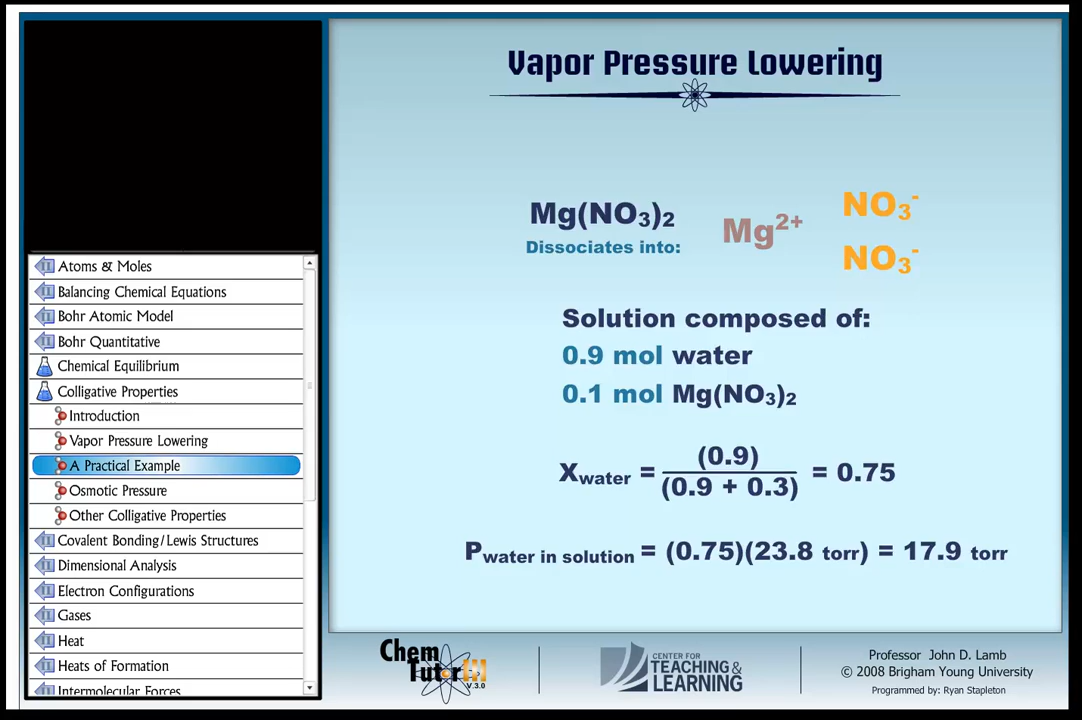 Vapor Pressure Lowering
Mg(NO₃)₂
Dissociates into:
Mg²⁺
NO₃⁻
NO₃⁻
Solution composed of:
0.9 mol water
0.1 mol Mg(NO₃)₂
Xwater = (0.9) / (0.9 + 0.3) = 0.75
Pwater in solution = (0.75)(23.8 torr) = 17.9 torr
Atoms & Moles
Balancing Chemical Equations
Bohr Atomic Model
Bohr Quantitative
Chemical Equilibrium
Colligative Properties
Introduction
Vapor Pressure Lowering
A Practical Example
Osmotic Pressure
Other Colligative Properties
Covalent Bonding/Lewis Structures
Dimensional Analysis
Electron Configurations
Gases
Heat
Heats of Formation
Intermolecular Forces
Chem
Tutor
V.3.0
CENTER FOR
TEACHING &
LEARNING
Professor John D. Lamb
© 2008 Brigham Young University
Programmed by: Ryan Stapleton